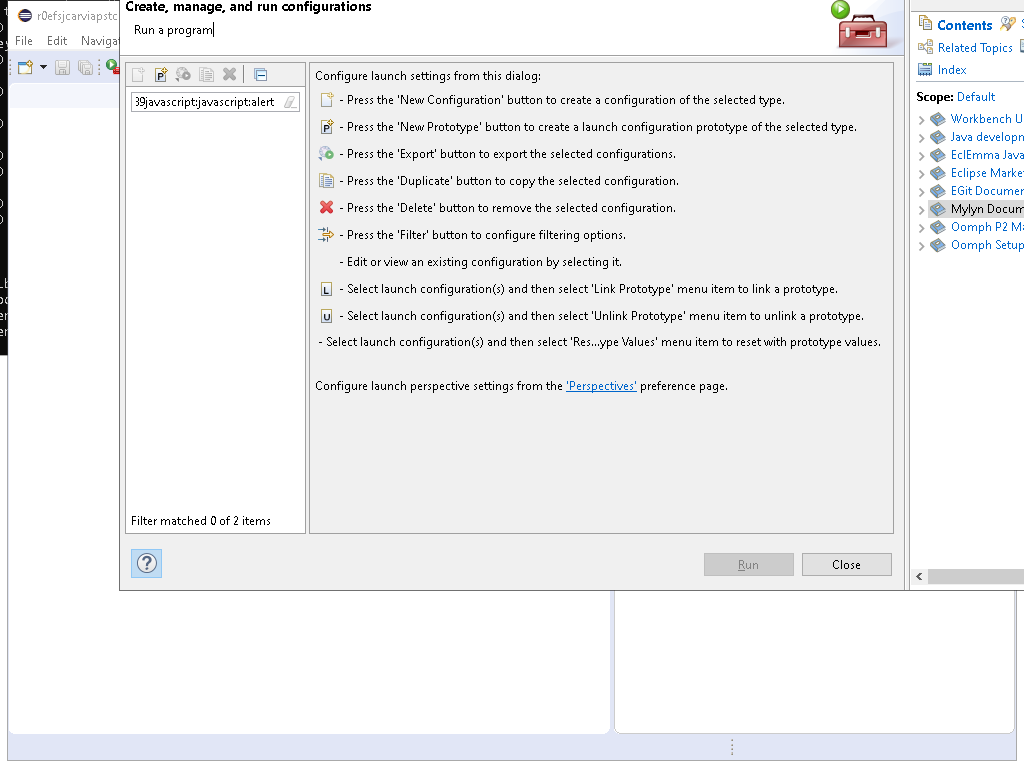 Create, manage, and run configurations
Run a program
r0efsjcarviapstc
File Edit Naviga
39javascript:javascript:alert
Filter matched 0 of 2 items
Configure launch settings from this dialog:
- Press the 'New Configuration' button to create a configuration of the selected type.
- Press the 'New Prototype' button to create a launch configuration prototype of the selected type.
- Press the 'Export' button to export the selected configurations.
- Press the 'Duplicate' button to copy the selected configuration.
- Press the 'Delete' button to remove the selected configuration.
- Press the 'Filter' button to configure filtering options.
- Edit or view an existing configuration by selecting it.
L - Select launch configuration(s) and then select 'Link Prototype' menu item to link a prototype.
U - Select launch configuration(s) and then select 'Unlink Prototype' menu item to unlink a prototype.
- Select launch configuration(s) and then select 'Res...ype Values' menu item to reset with prototype values.
Configure launch perspective settings from the 'Perspectives' preference page.
?
Run
Close
Contents
Related Topics
Index
Scope: Default
Workbench U
Java developn
EclEmma Java
Eclipse Marke
EGit Documer
Mylyn Docum
Oomph P2 Ma
Oomph Setup